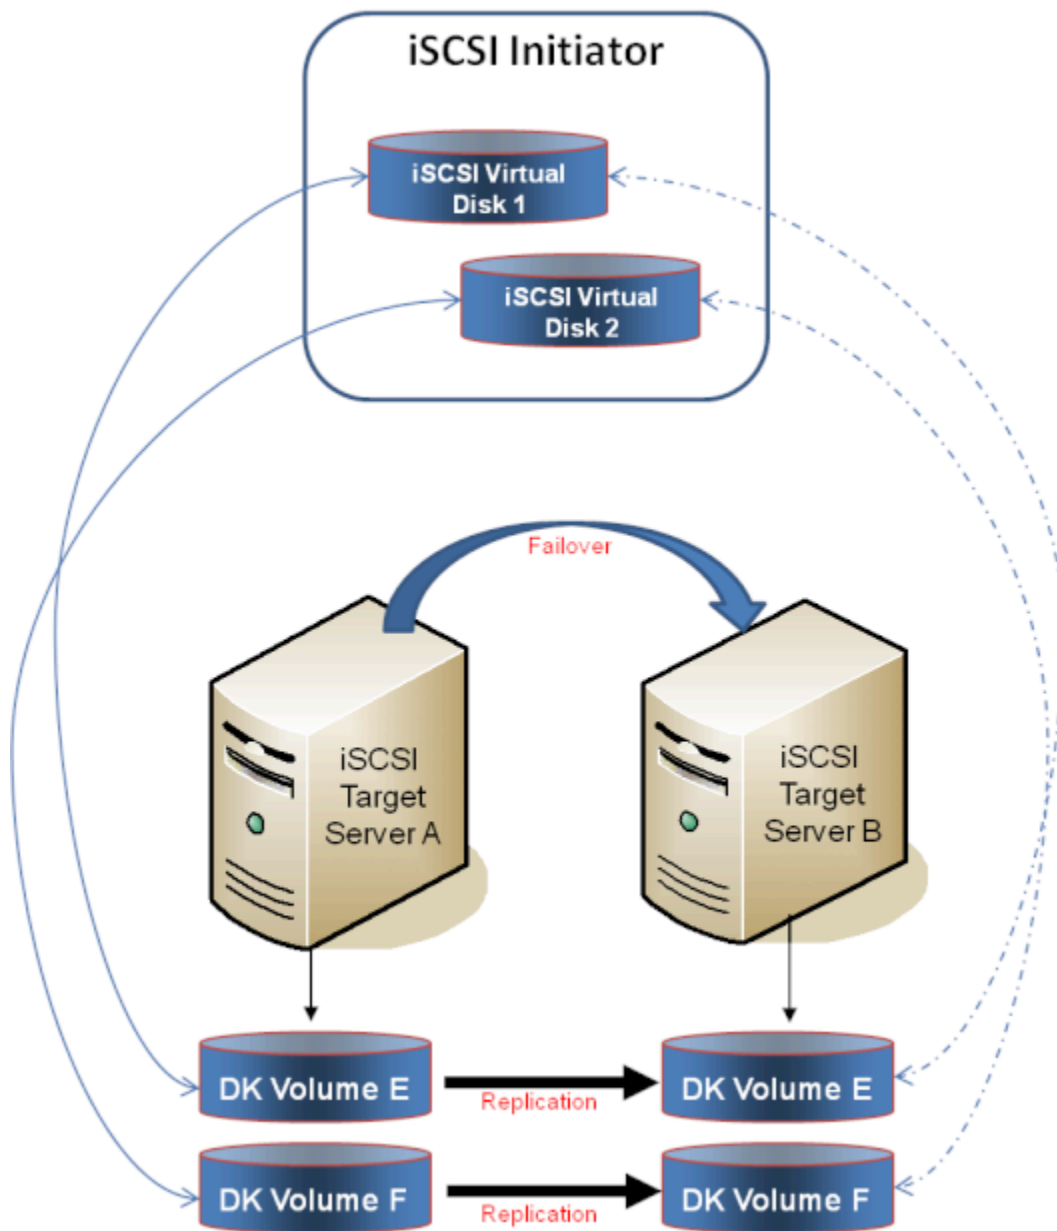 iSCSI Initiator
iSCSI Virtual
Disk 1
iSCSI Virtual
Disk 2
Failover
iSCSI
Target
Server A
iSCSI
Target
Server B
DK Volume E
Replication
DK Volume E
DK Volume F
Replication
DK Volume F